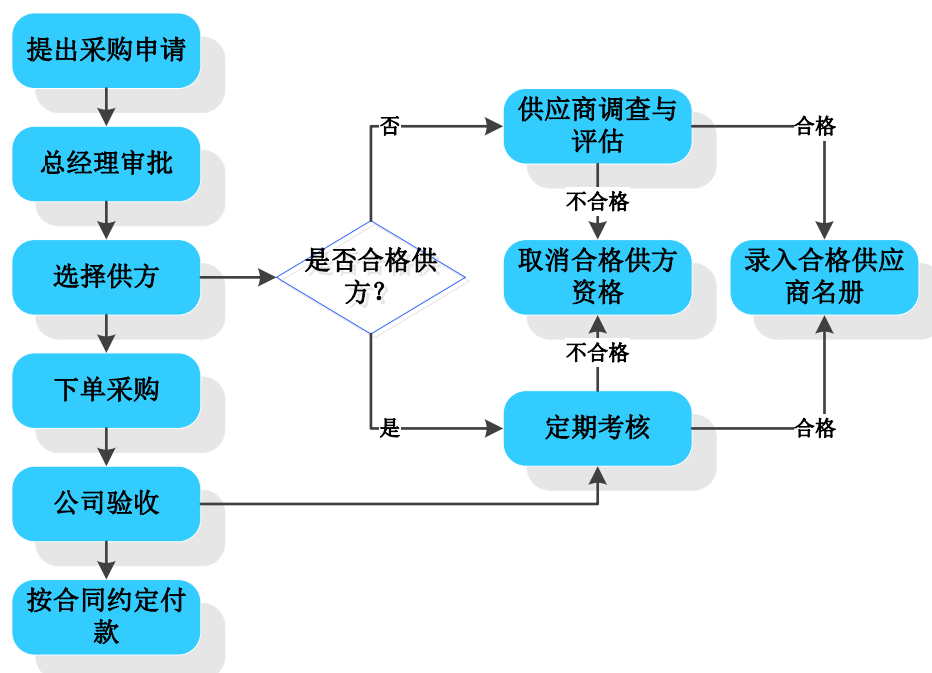 提出采购申请
总经理审批
选择供方
下单采购
公司验收
按合同约定付
款
是否合格供
方？
否
是
供应商调查与
评估
不合格
取消合格供方
资格
不合格
定期考核
合格
录入合格供应
商名册
合格